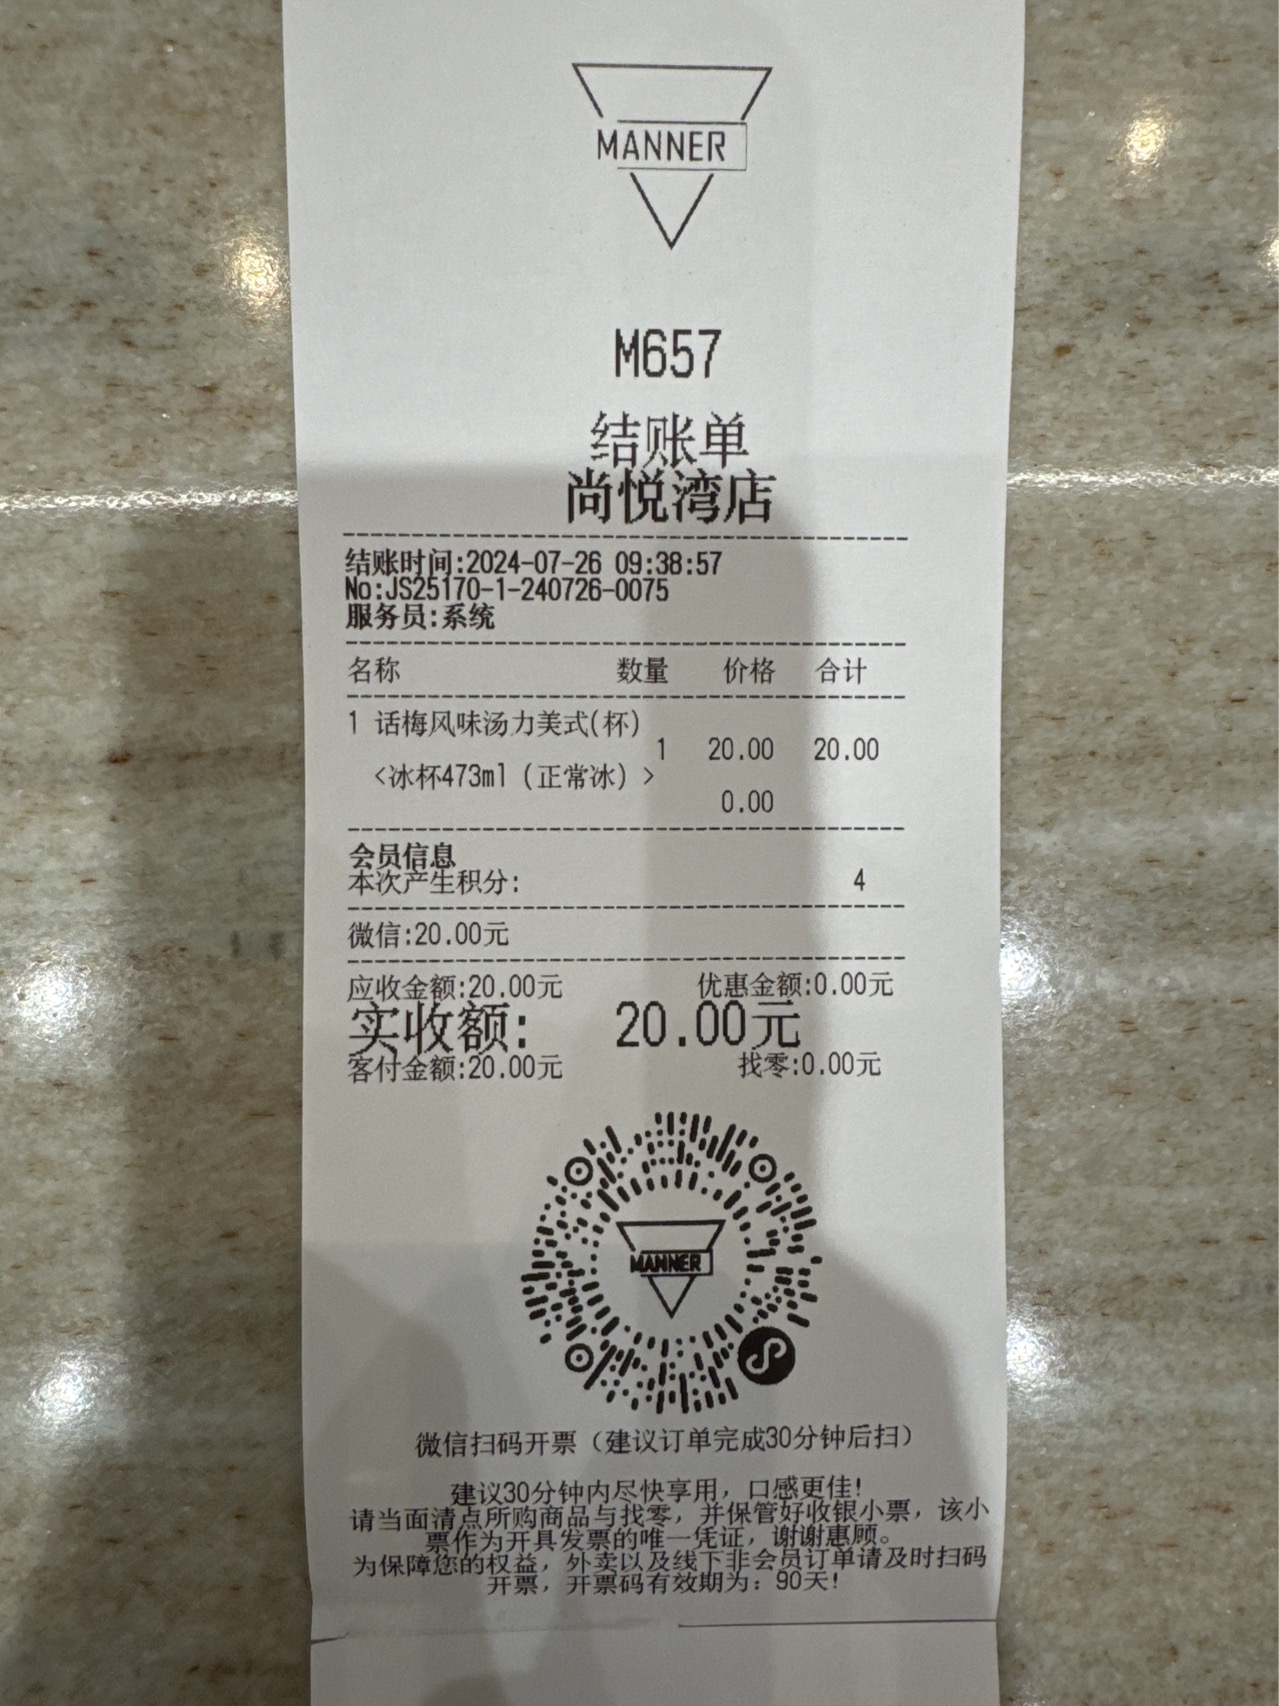 MANNER
M657
结账单
尚悦湾店
结账时间:2024-07-26 09:38:57
No:JS25170-1-240726-0075
服务员:系统
名称 数量 价格 合计
1 话梅风味汤力美式(杯)
1 20.00 20.00
<冰杯473ml（正常冰）>
0.00
会员信息
本次产生积分: 4
微信:20.00元
应收金额:20.00元 优惠金额:0.00元
实收额: 20.00元
客付金额:20.00元 找零:0.00元
MANNER
微信扫码开票（建议订单完成30分钟后扫）
建议30分钟内尽快享用，口感更佳!
请当面清点所购商品与找零，并保管好收银小票，该小
票作为开具发票的唯一凭证，谢谢惠顾。
为保障您的权益，外卖以及线下非会员订单请及时扫码
开票，开票码有效期为：90天!